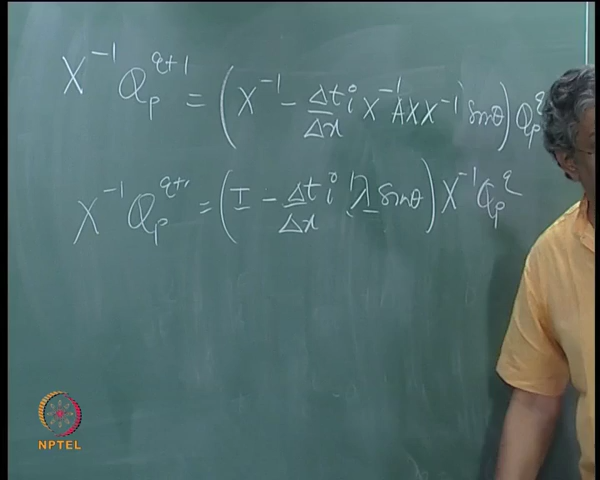 X⁻¹ Q_p^{q+1} = (X⁻¹ − Δt/Δx i X⁻¹AXX⁻¹ sinθ) Q_p^q
X⁻¹ Q_p^{q+1} = (I − Δt/Δx i Λ sinθ) X⁻¹ Q_p^q
NPTEL